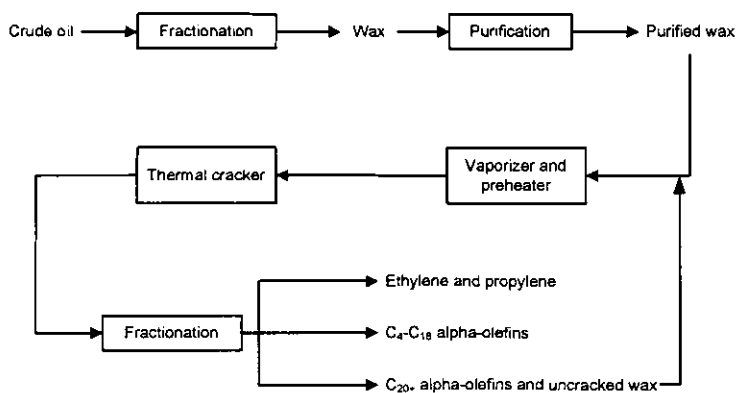 Crude oil
Fractionation
Wax
Purification
Purified wax
Thermal cracker
Vaporizer and
preheater
Ethylene and propylene
Fractionation
C₄-C₁₈ alpha-olefins
C₂₀₊ alpha-olefins and uncracked wax